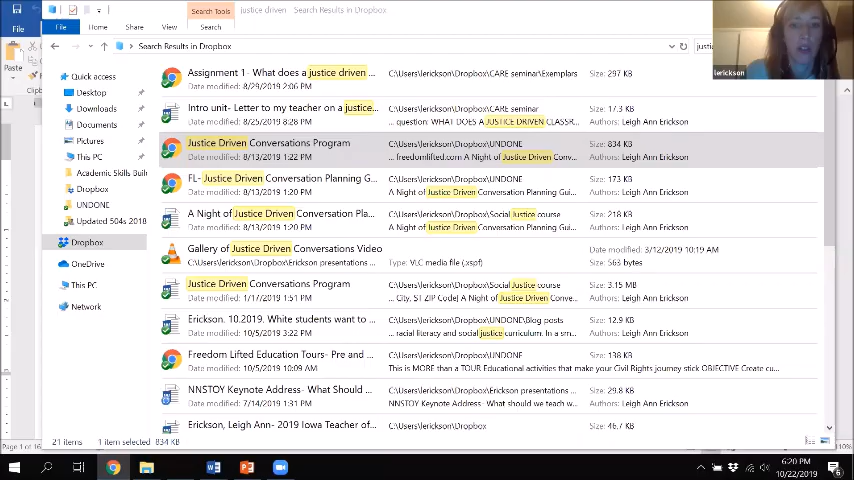 Search Tools
justice driven
File
File
Home
Share
View
Search
Search Results in Dropbox
lerickson
Paste
Quick access
Desktop
Downloads
Documents
Pictures
This PC
Academic Skills Buil
Dropbox
UNDONE
Updated 504s 2018
Dropbox
OneDrive
This PC
Network
Assignment 1- What does a justice driven ...
C:\Users\lerickson\Dropbox\CARE seminar\Exemplars
Size: 297 KB
Date modified: 8/29/2019 2:06 PM
Authors: Leigh Ann Erickson
Intro unit- Letter to my teacher on a justice...
C:\Users\lerickson\Dropbox\CARE seminar
Size: 17.3 KB
Date modified: 8/25/2019 8:28 PM
... question: WHAT DOES A JUSTICE DRIVEN CLASSR...
Authors: Leigh Ann Erickson
Justice Driven Conversations Program
C:\Users\lerickson\Dropbox\UNDONE
Size: 834 KB
Date modified: 8/13/2019 1:22 PM
... freedomlifted.com A Night of Justice Driven Conv...
Authors: Leigh Ann Erickson
FL- Justice Driven Conversation Planning G...
C:\Users\lerickson\Dropbox\UNDONE
Size: 173 KB
Date modified: 8/13/2019 1:20 PM
A Night of Justice Driven Conversation Planning Gui...
Authors: Leigh Ann Erickson
A Night of Justice Driven Conversation Pla...
C:\Users\lerickson\Dropbox\Social Justice course
Size: 218 KB
Date modified: 8/13/2019 1:20 PM
A Night of Justice Driven Conversation Planning Gui...
Authors: Leigh Ann Erickson
Gallery of Justice Driven Conversations Video
Date modified: 3/12/2019 10:19 AM
C:\Users\lerickson\Dropbox\Erickson presentations ...
Type: VLC media file (.xspf)
Size: 563 bytes
Justice Driven Conversations Program
C:\Users\lerickson\Dropbox\Social Justice course
Size: 3.15 MB
Date modified: 1/17/2019 1:51 PM
... City, ST ZIP Code) A Night of Justice Driven Conve...
Authors: Leigh Ann Erickson
Erickson. 10.2019. White students want to ...
C:\Users\lerickson\Dropbox\UNDONE\Blog posts
Size: 12.9 KB
Date modified: 10/5/2019 3:22 PM
... racial literacy and social justice curriculum. In a sm...
Authors: Leigh Ann Erickson
Freedom Lifted Education Tours- Pre and ...
C:\Users\lerickson\Dropbox\UNDONE
Size: 138 KB
Date modified: 10/5/2019 10:09 AM
This is MORE than a TOUR Educational activities that make your Civil Rights journey stick OBJECTIVE Create cu...
NNSTOY Keynote Address- What Should ...
C:\Users\lerickson\Dropbox\Erickson presentations ...
Size: 29.8 KB
Date modified: 7/14/2019 1:31 PM
NNSTOY Keynote Address- What should we teach w...
Authors: Leigh Ann Erickson
Erickson, Leigh Ann- 2019 Iowa Teacher of...
C:\Users\lerickson\Dropbox
Size: 46.7 KB
21 items
1 item selected 834 KB
6:20 PM
10/22/2019